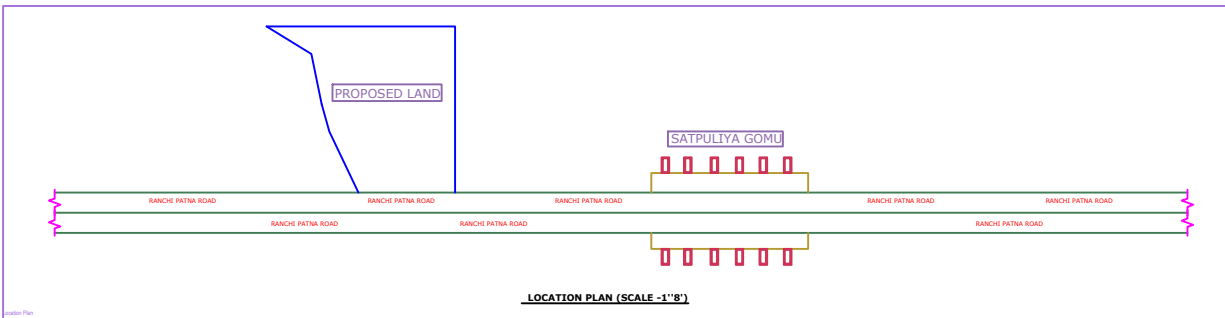 PROPOSED LAND
SATPULIYA GOMU
RANCHI PATNA ROAD RANCHI PATNA ROAD RANCHI PATNA ROAD RANCHI PATNA ROAD RANCHI PATNA ROAD
RANCHI PATNA ROAD RANCHI PATNA ROAD RANCHI PATNA ROAD
LOCATION PLAN (SCALE -1''8')
Location Plan